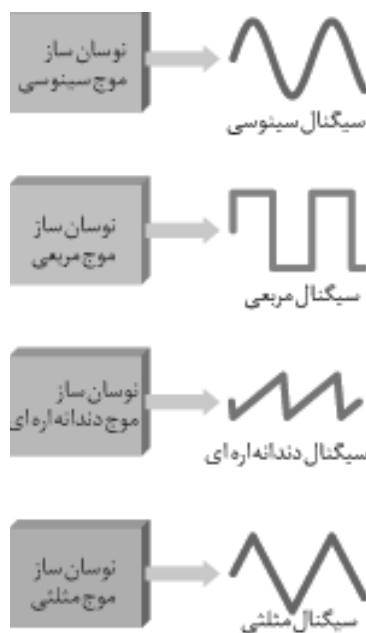 نوسان ساز
موج سینوسی
سیگنال سینوسی
نوسان ساز
موج مربعی
سیگنال مربعی
نوسان ساز
موج دندانه اره ای
سیگنال دندانه اره ای
نوسان ساز
موج مثلثی
سیگنال مثلثی